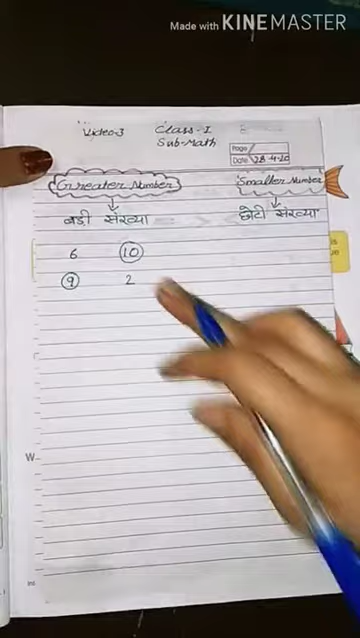 Made with KINEMASTER
Video-3 Class-I
Sub-Math
Page
Date 28-4-20
Greater Number Smaller Number
बडी संख्या छोटी संख्या
6 10
9 2
W